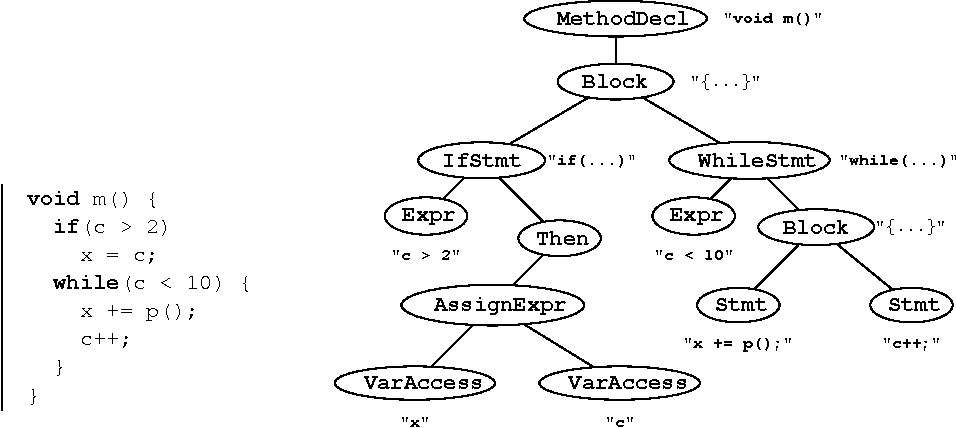 void m() {
if(c > 2)
x = c;
while(c < 10) {
x += p();
c++;
}
}
MethodDecl "void m()"
Block "{...}"
IfStmt "if(...)" WhileStmt "while(...)"
Expr Expr
"c > 2" Then "c < 10" Block "{...}"
AssignExpr Stmt Stmt
"x += p();" "c++;"
VarAccess VarAccess
"x" "c"